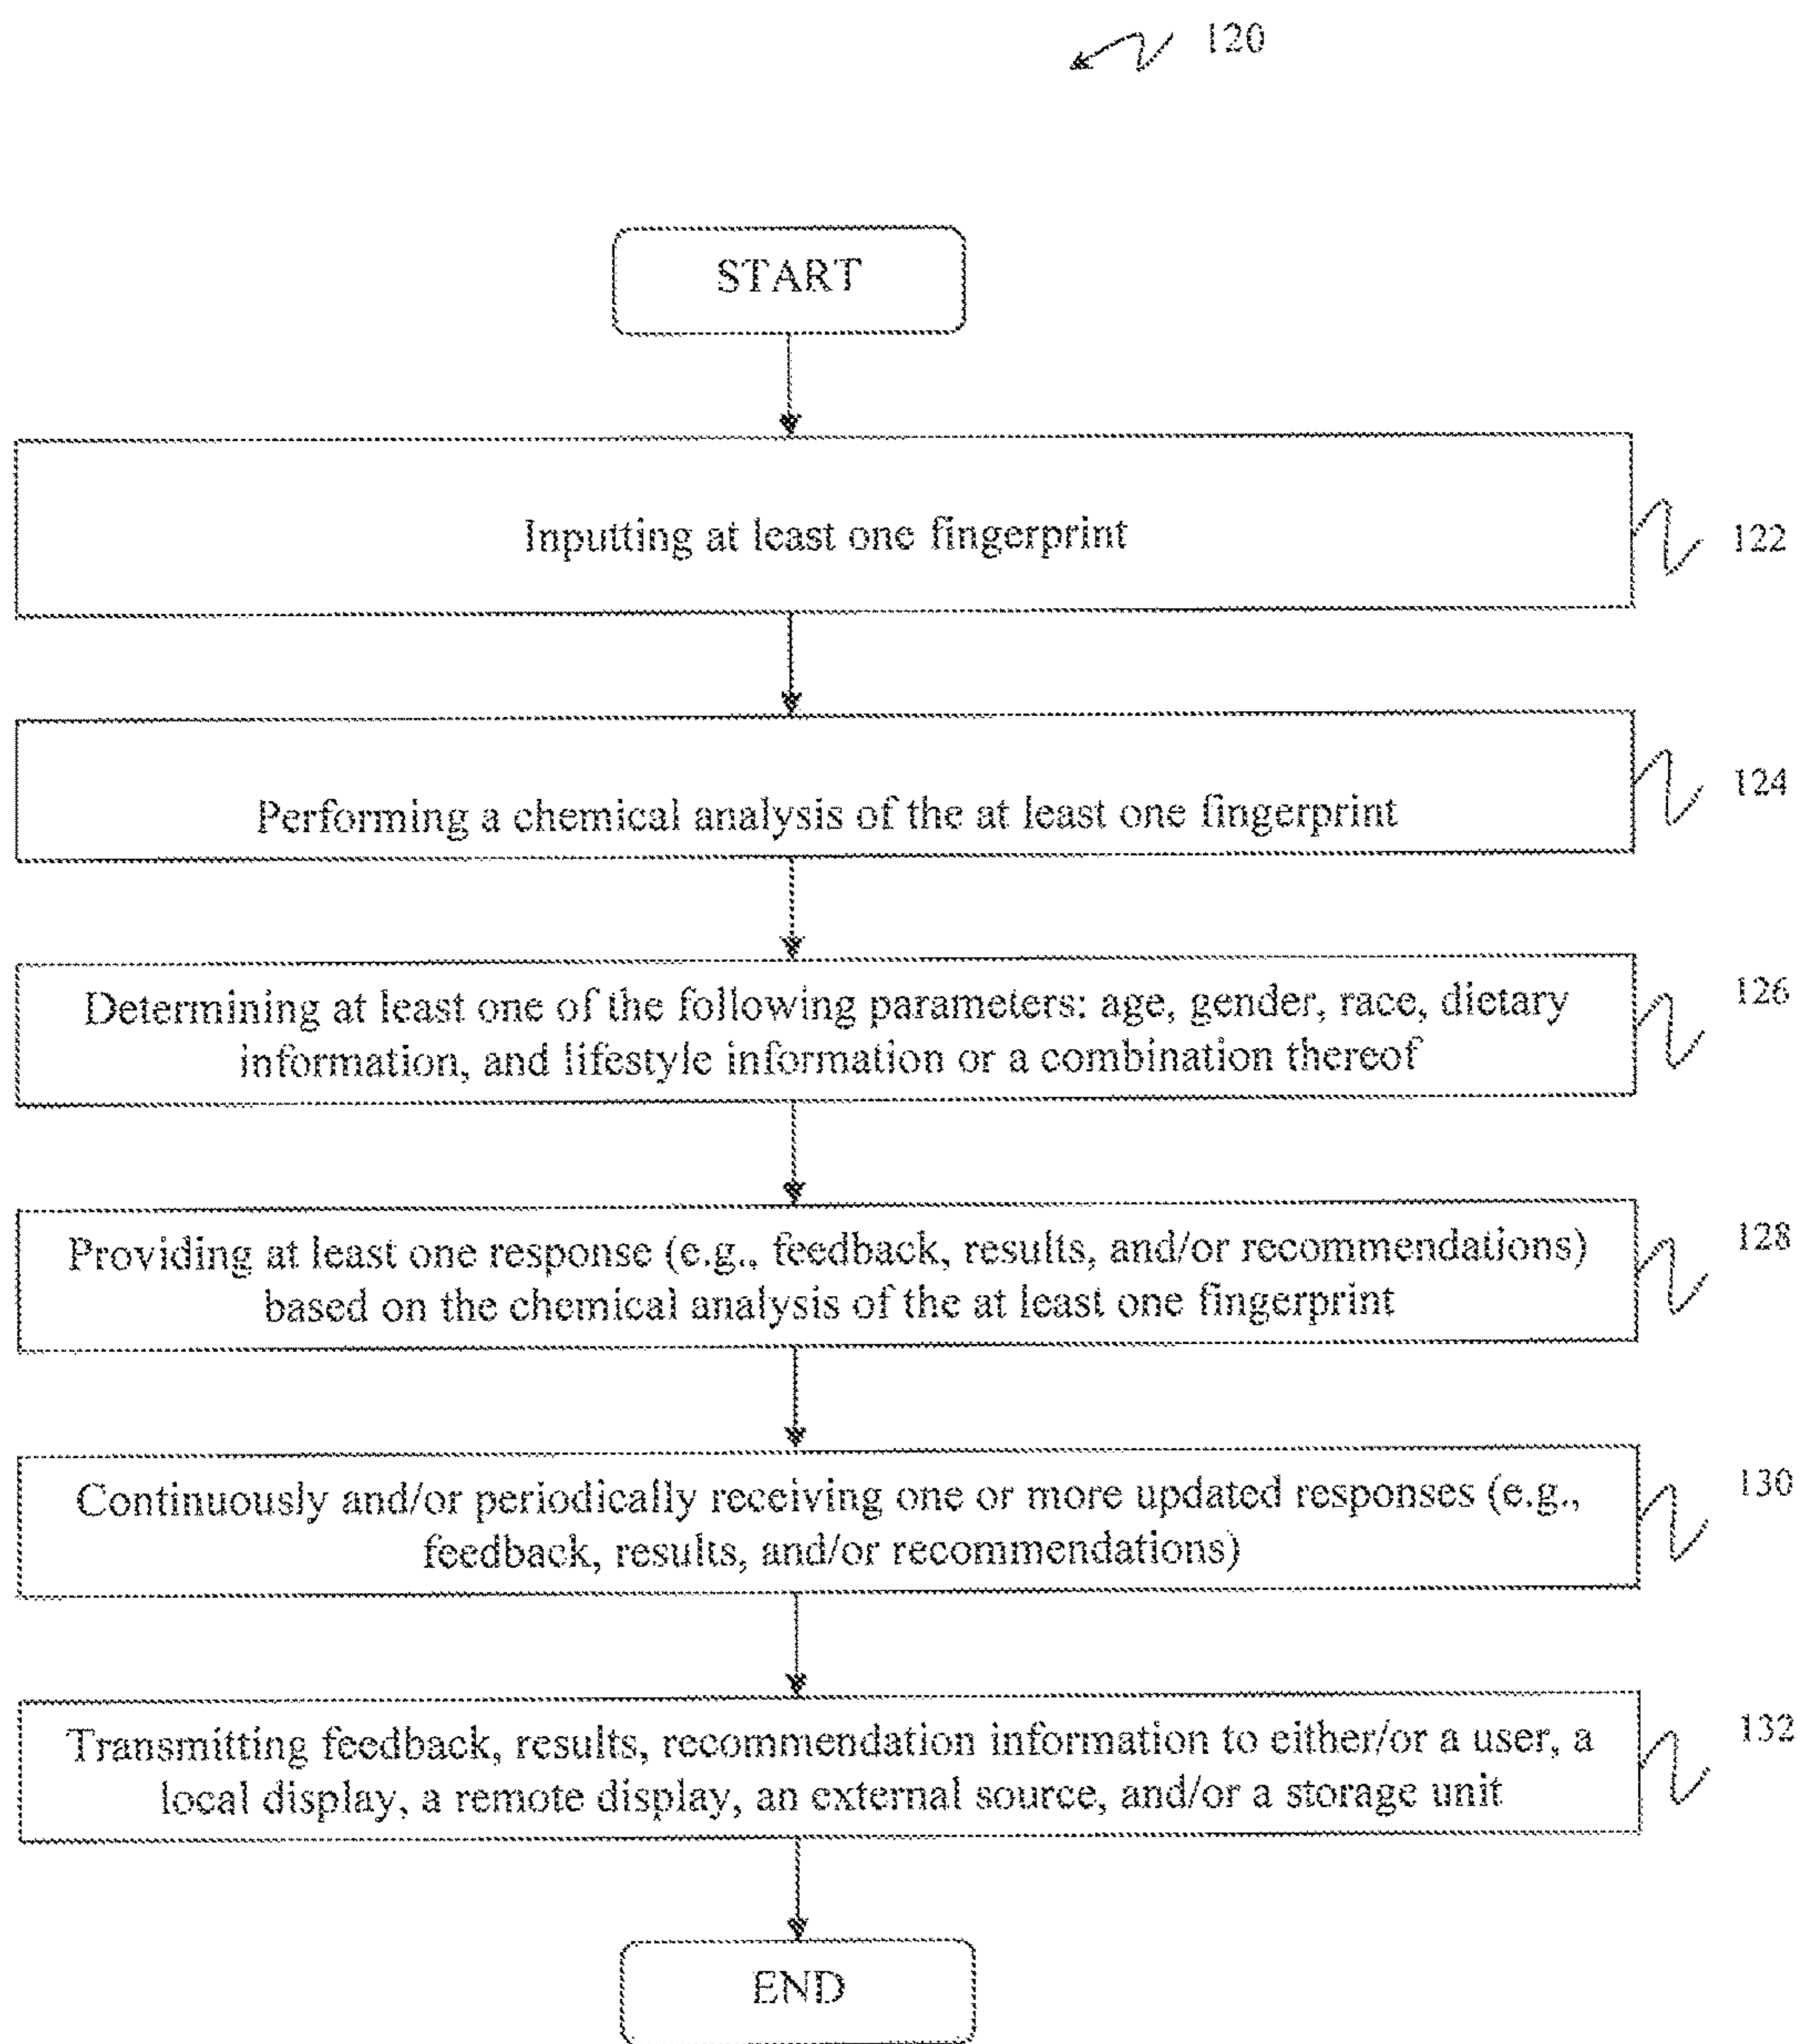 120
START
Inputting at least one fingerprint
122
Performing a chemical analysis of the at least one fingerprint
124
Determining at least one of the following parameters: age, gender, race, dietary
information, and lifestyle information or a combination thereof
126
Providing at least one response (e.g., feedback, results, and/or recommendations)
based on the chemical analysis of the at least one fingerprint
128
Continuously and/or periodically receiving one or more updated responses (e.g.,
feedback, results, and/or recommendations)
130
Transmitting feedback, results, recommendation information to either/or a user, a
local display, a remote display, an external source, and/or a storage unit
132
END